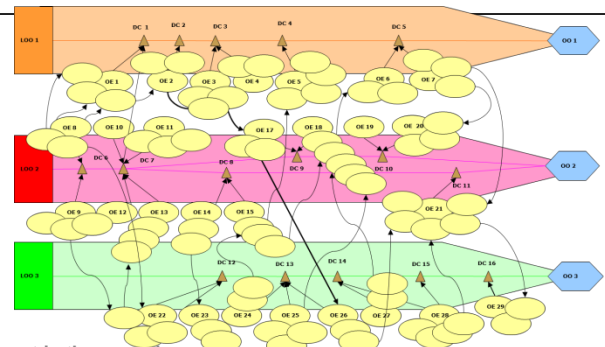 DC 1
DC 2
DC 3
DC 4
DC 5
LOO 1
OO 1
OE 1
OE 2
OE 3
OE 4
OE 5
OE 6
OE 7
OE 8
OE 10
OE 11
OE 17
OE 18
OE 19
OE 20
LOO 2
DC 6
DC 7
DC 8
DC 9
DC 10
DC 11
OO 2
OE 9
OE 12
OE 13
OE 14
OE 15
OE 21
LOO 3
DC 12
DC 13
DC 14
DC 15
DC 16
OO 3
OE 22
OE 23
OE 24
OE 25
OE 26
OE 27
OE 28
OE 29